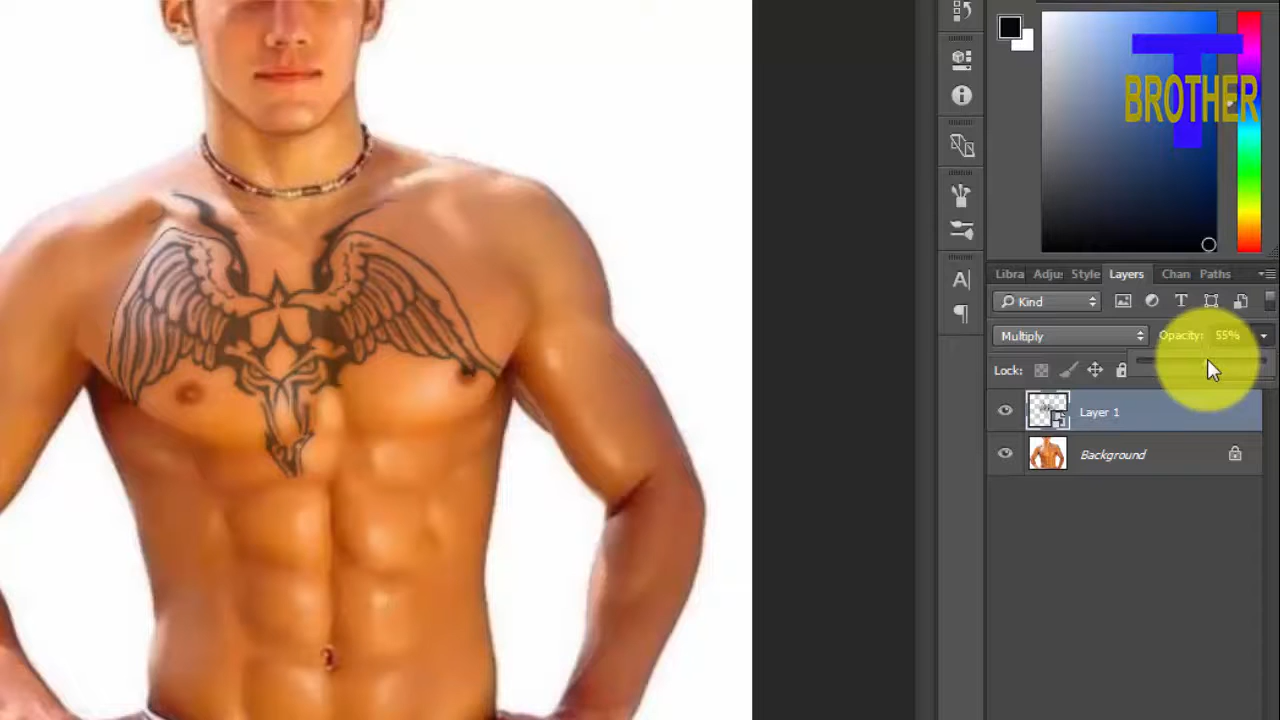 T
BROTHER
A
Libra Adju: Style Layers Chan Paths
Kind T
Multiply Opacity: 55%
Lock:
Layer 1
Background